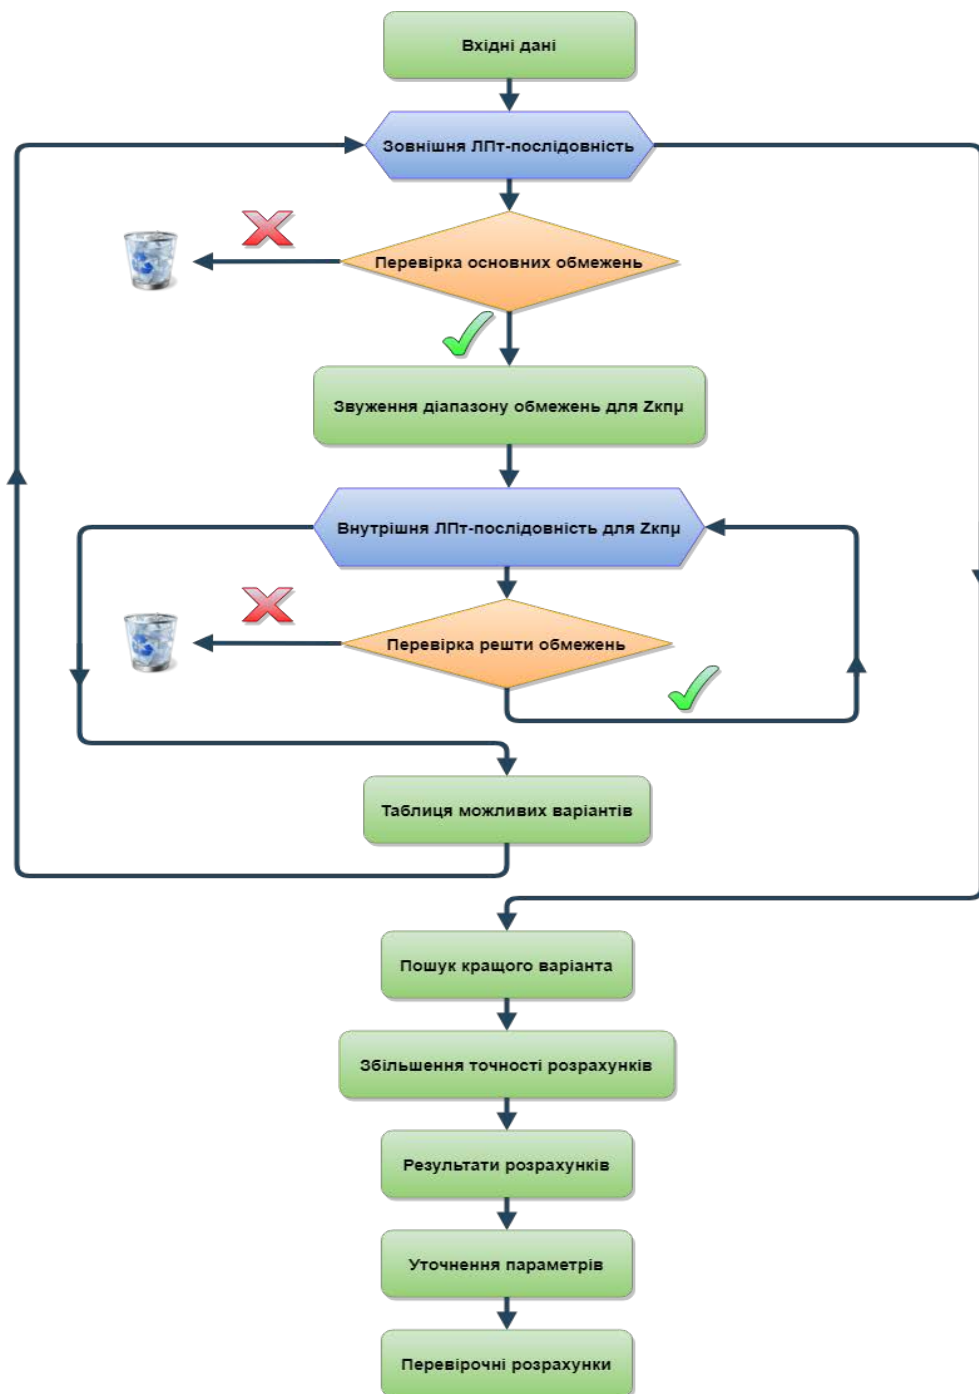 Вхідні дані
Зовнішня ЛПт-послідовність
Перевірка основних обмежень
Звуження діапазону обмежень для Zкпμ
Внутрішня ЛПт-послідовність для Zкпμ
Перевірка решти обмежень
Таблиця можливих варіантів
Пошук кращого варіанта
Збільшення точності розрахунків
Результати розрахунків
Уточнення параметрів
Перевірочні розрахунки